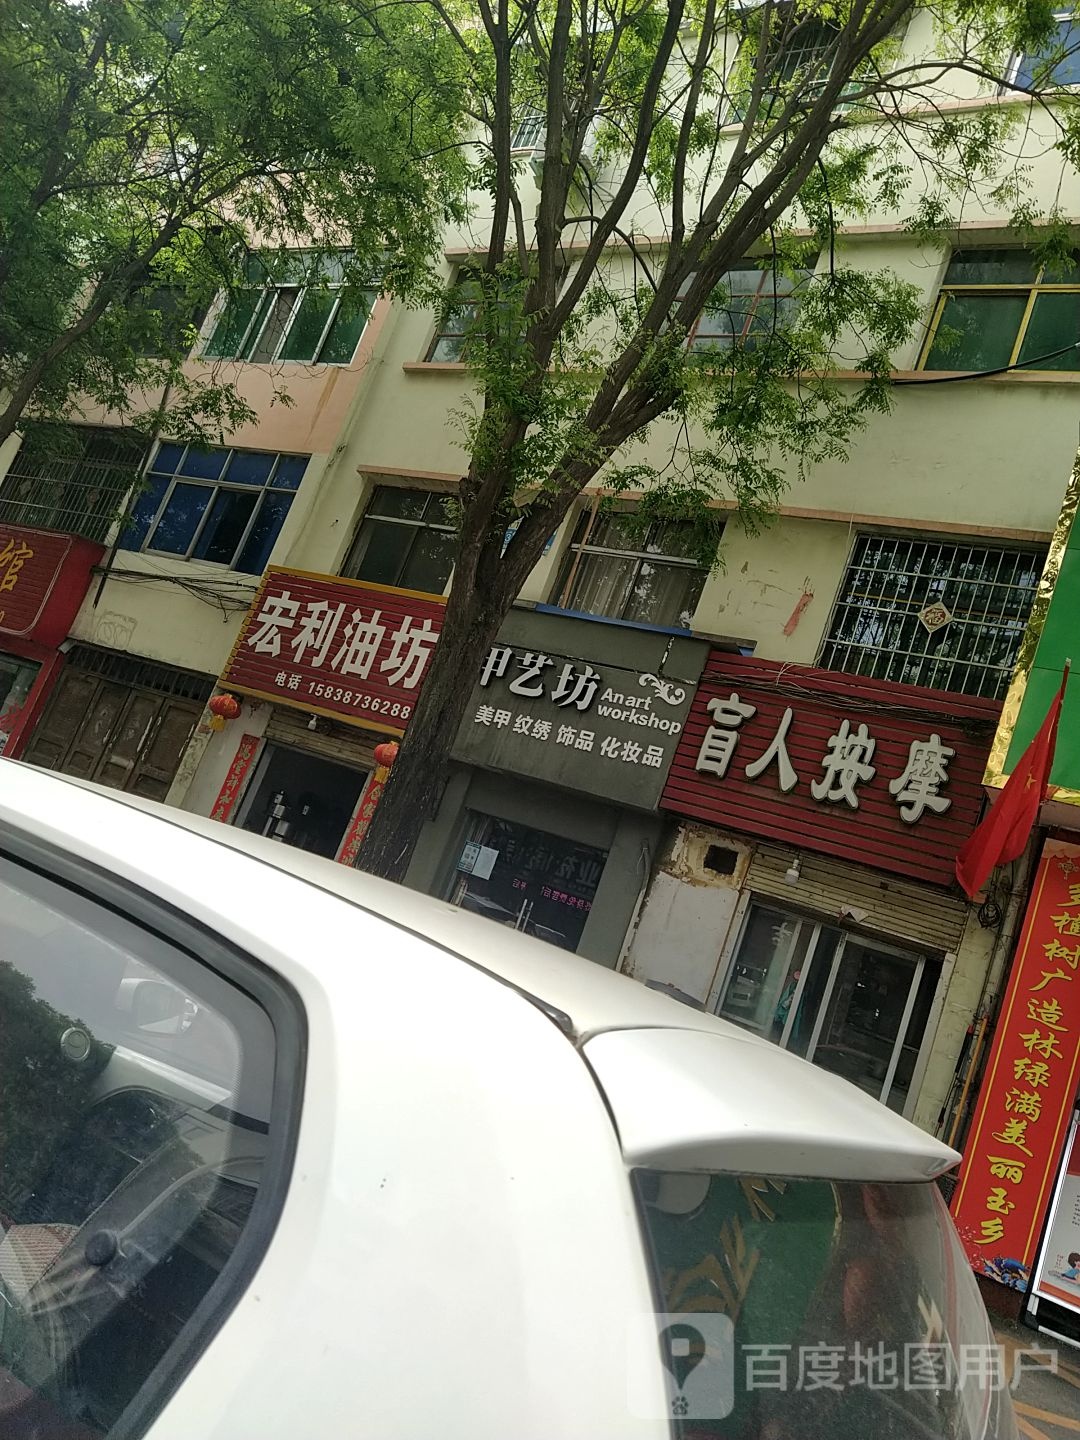 馆
宏利油坊
电话 15838736288
甲艺坊
An art
workshop
美甲 纹绣 饰品 化妆品
盲人按摩
福
多植树广造林绿满美丽玉乡
百度地图用户